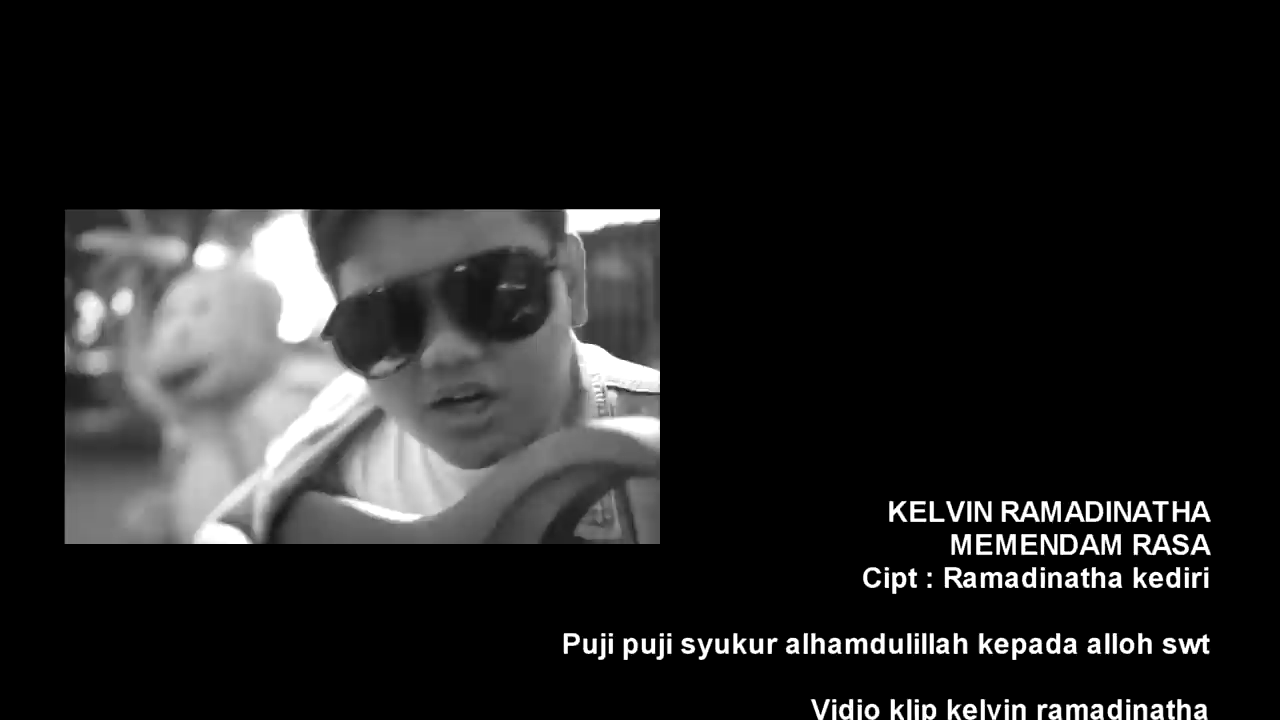 KELVIN RAMADINATHA
MEMENDAM RASA
Cipt : Ramadinatha kediri
Puji puji syukur alhamdulillah kepada alloh swt
Vidio klip kelvin ramadinatha